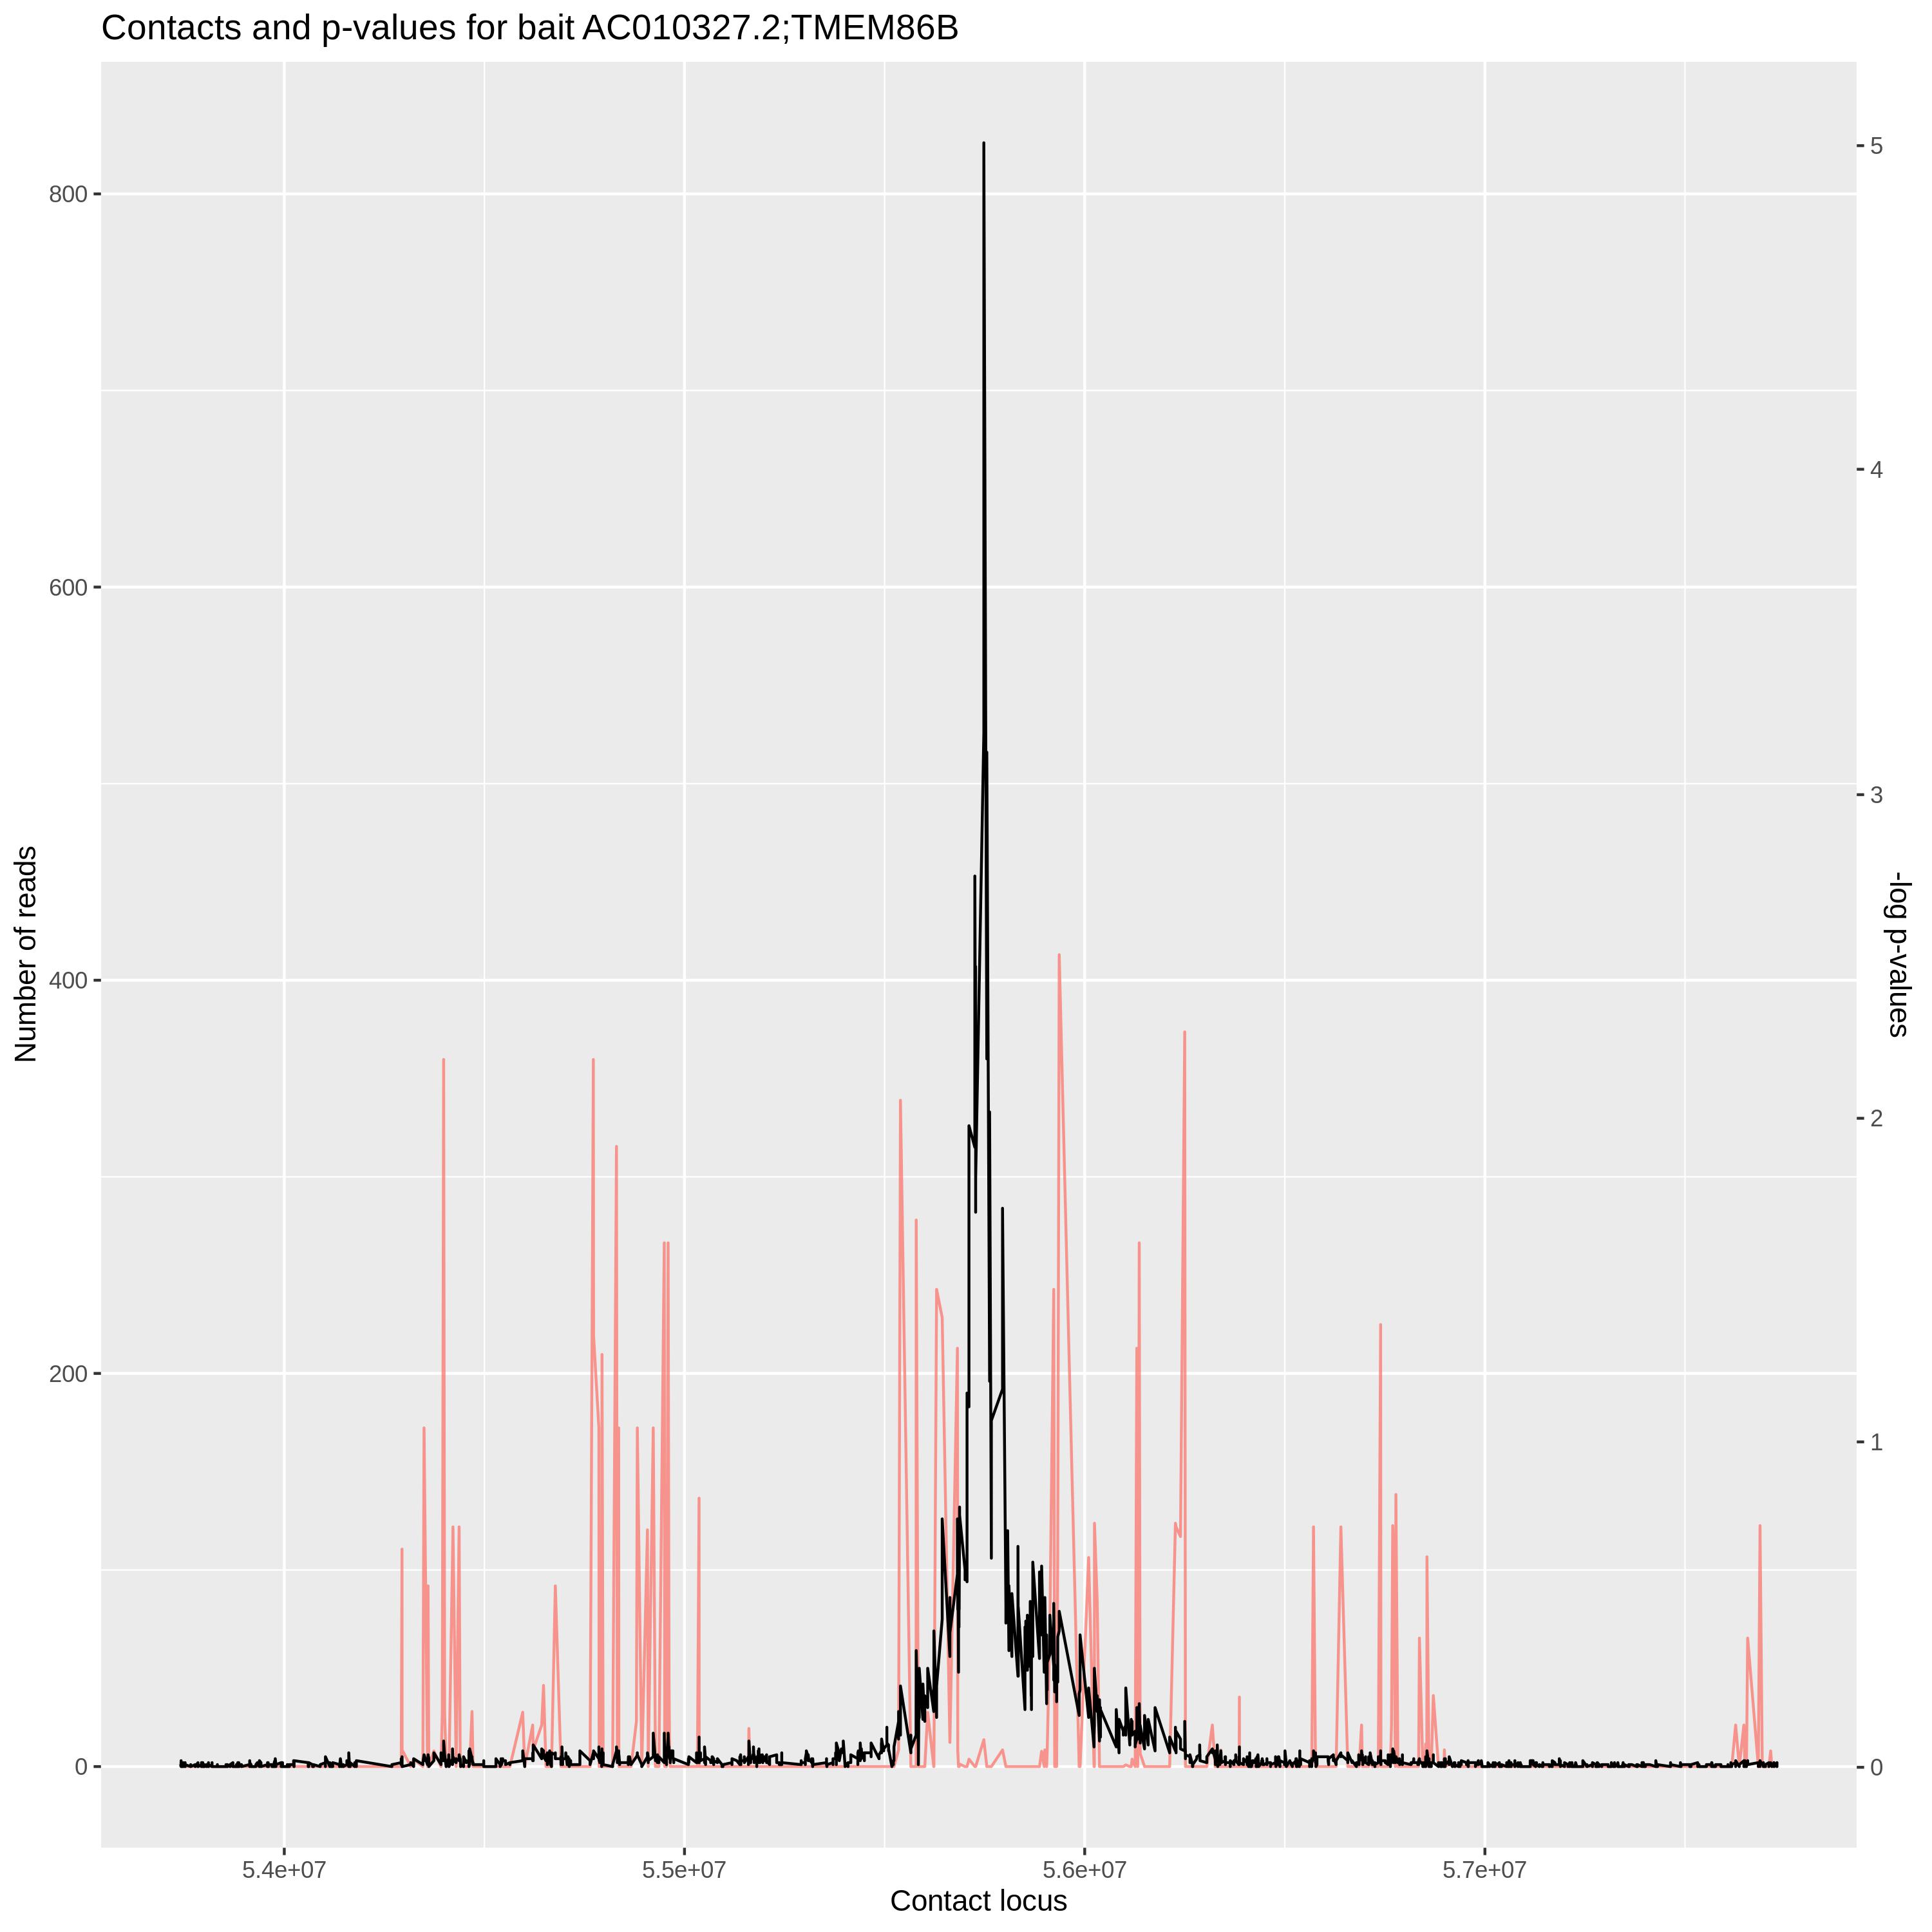 Contacts and p-values for bait AC010327.2;TMEM86B
800
600
400
200
0
Number of reads
5
4
3
2
1
0
-log p-values
5.4e+07
5.5e+07
5.6e+07
5.7e+07
Contact locus